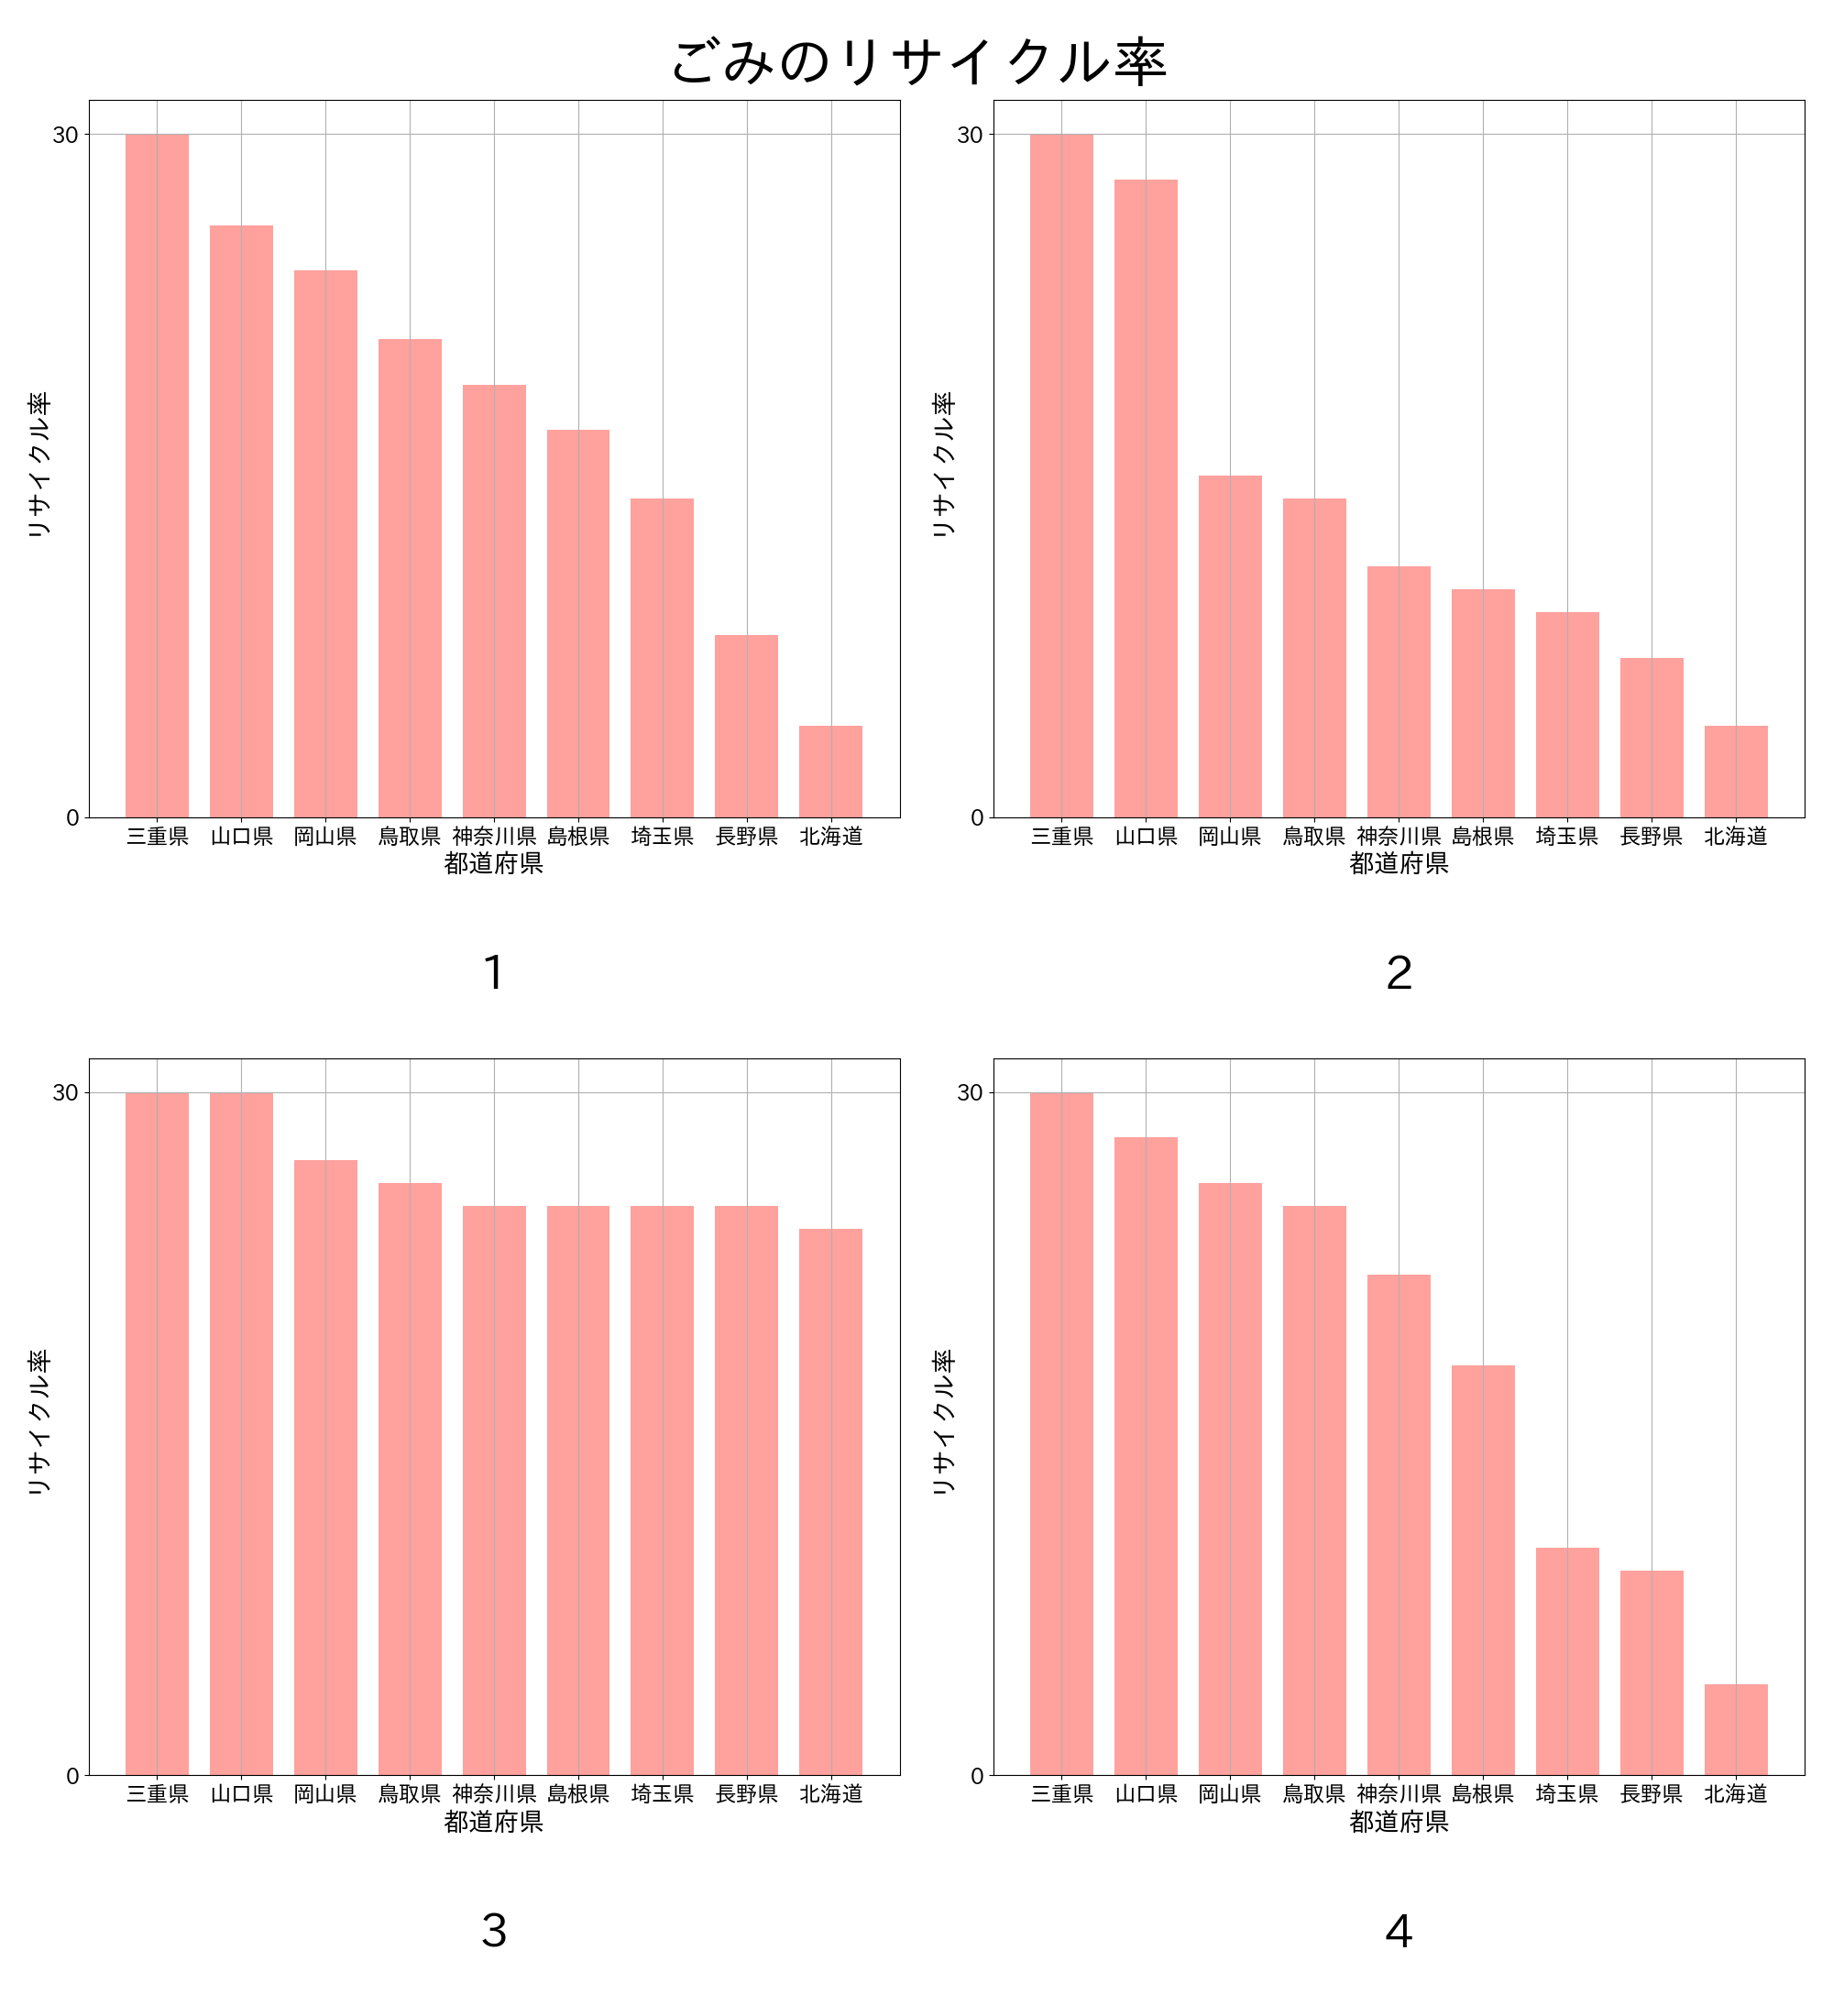 ごみのリサイクル率
30
0
リサイクル率
三重県 山口県 岡山県 鳥取県 神奈川県 島根県 埼玉県 長野県 北海道
都道府県
1
30
0
リサイクル率
三重県 山口県 岡山県 鳥取県 神奈川県 島根県 埼玉県 長野県 北海道
都道府県
2
30
0
リサイクル率
三重県 山口県 岡山県 鳥取県 神奈川県 島根県 埼玉県 長野県 北海道
都道府県
3
30
0
リサイクル率
三重県 山口県 岡山県 鳥取県 神奈川県 島根県 埼玉県 長野県 北海道
都道府県
4